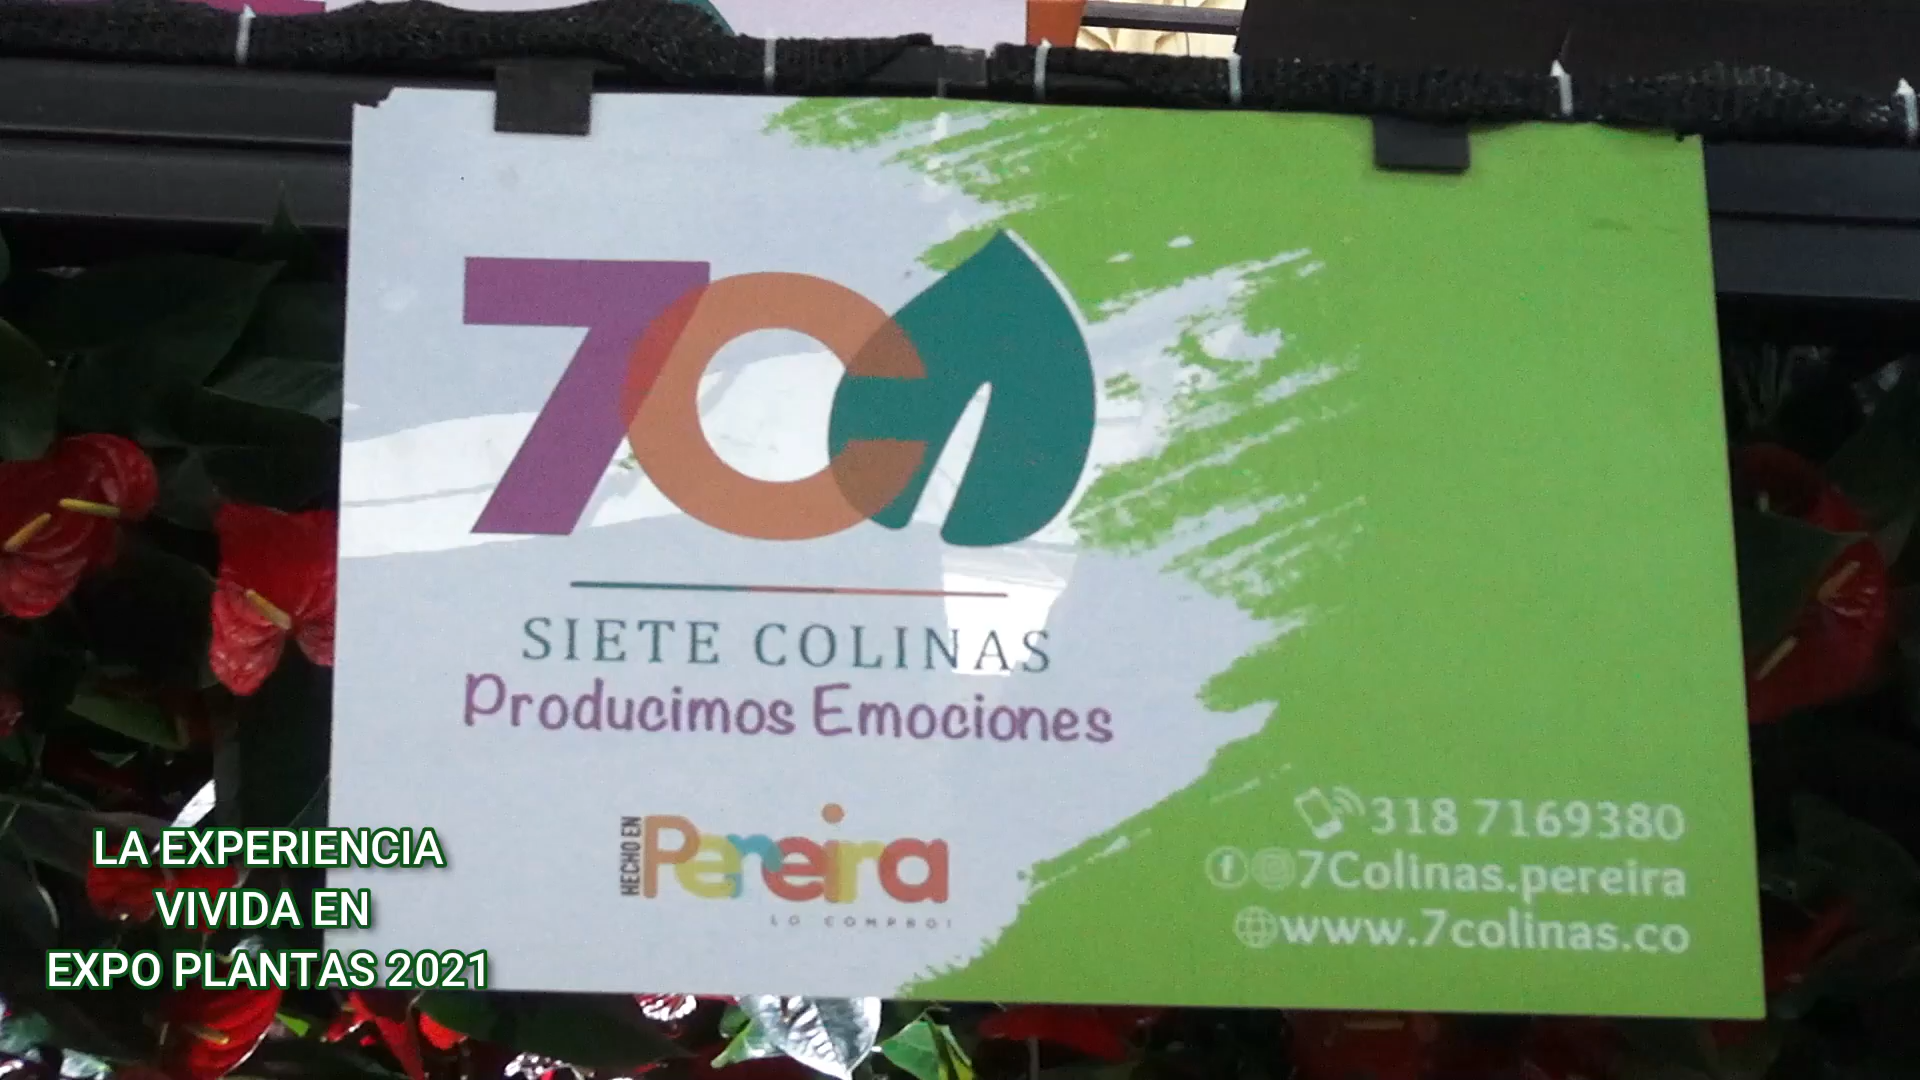 7C
SIETE COLINAS
Producimos Emociones
HECHO EN
Pereira
LO COMPRO!
318 7169380
7Colinas.pereira
www.7colinas.co
LA EXPERIENCIA
VIVIDA EN
EXPO PLANTAS 2021